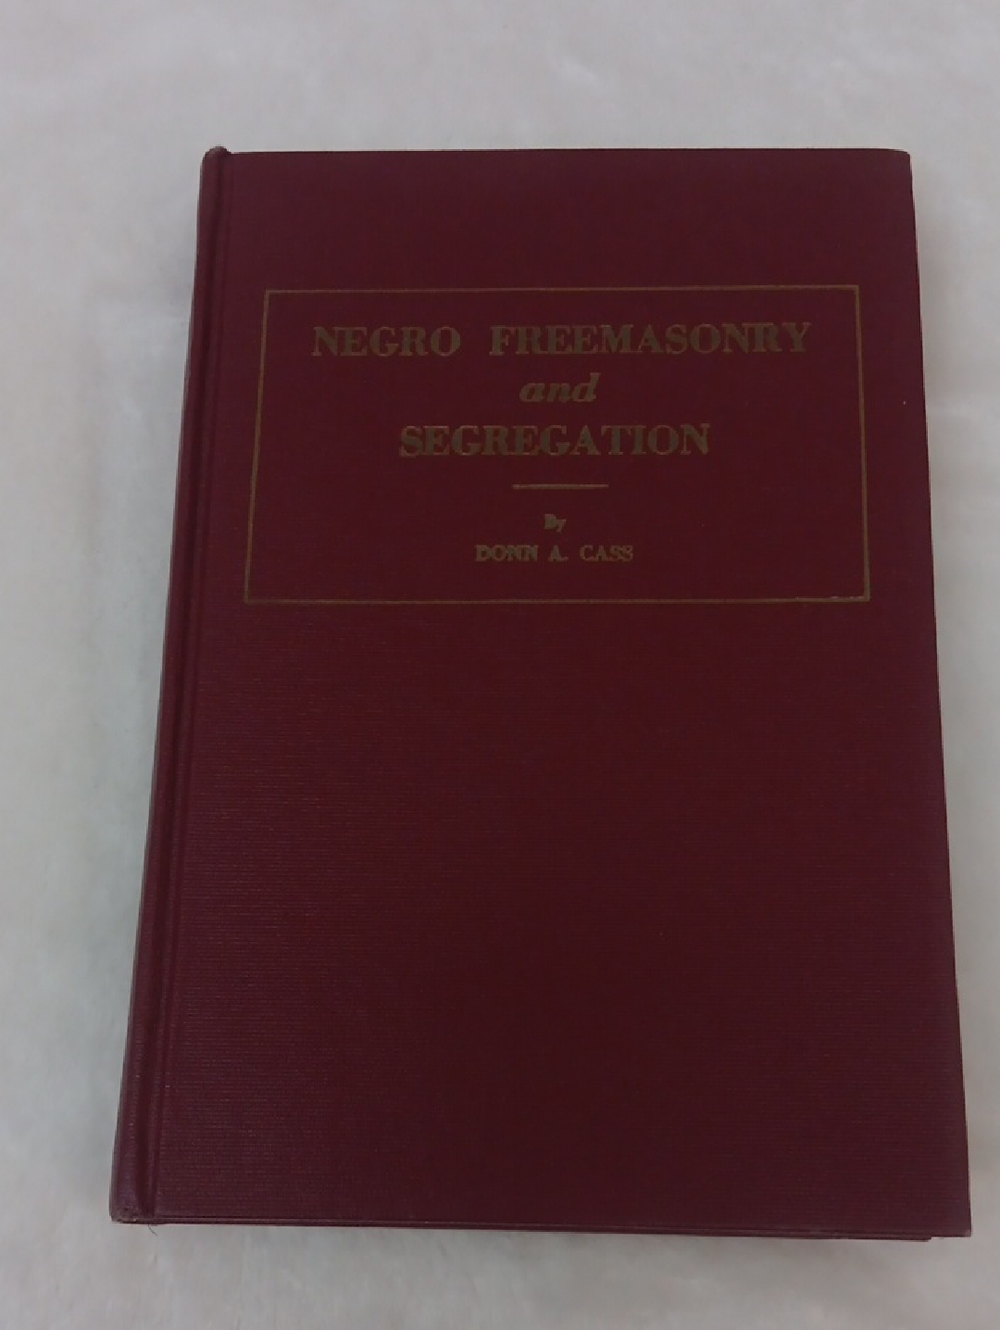 NEGRO FREEMASONRY
and
SEGREGATION
By
DONN A. CASS